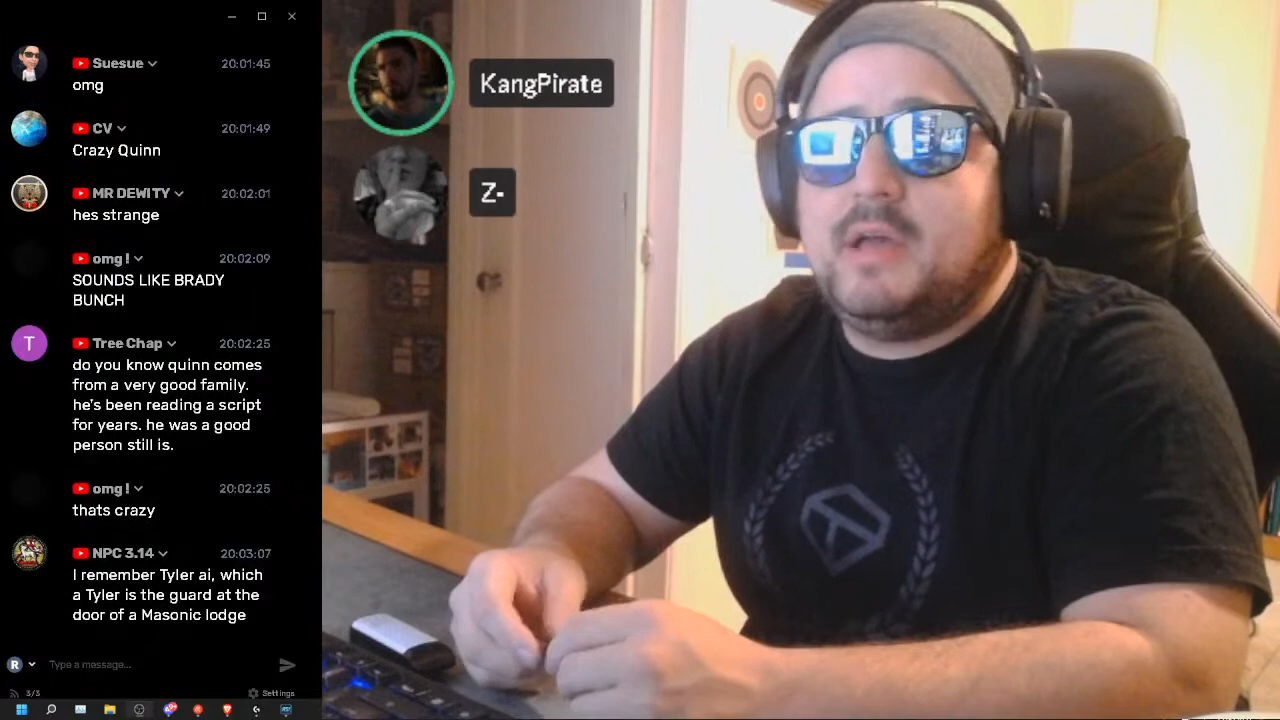 Suesue 20:01:45
omg
CV 20:01:49
Crazy Quinn
MR DEWITY 20:02:01
hes strange
omg ! 20:02:09
SOUNDS LIKE BRADY
BUNCH
T Tree Chap 20:02:25
do you know quinn comes
from a very good family.
he's been reading a script
for years. he was a good
person still is.
omg ! 20:02:25
thats crazy
NPC 3.14 20:03:07
I remember Tyler ai, which
a Tyler is the guard at the
door of a Masonic lodge
R Type a message...
3/3 Settings
KangPirate
Z-